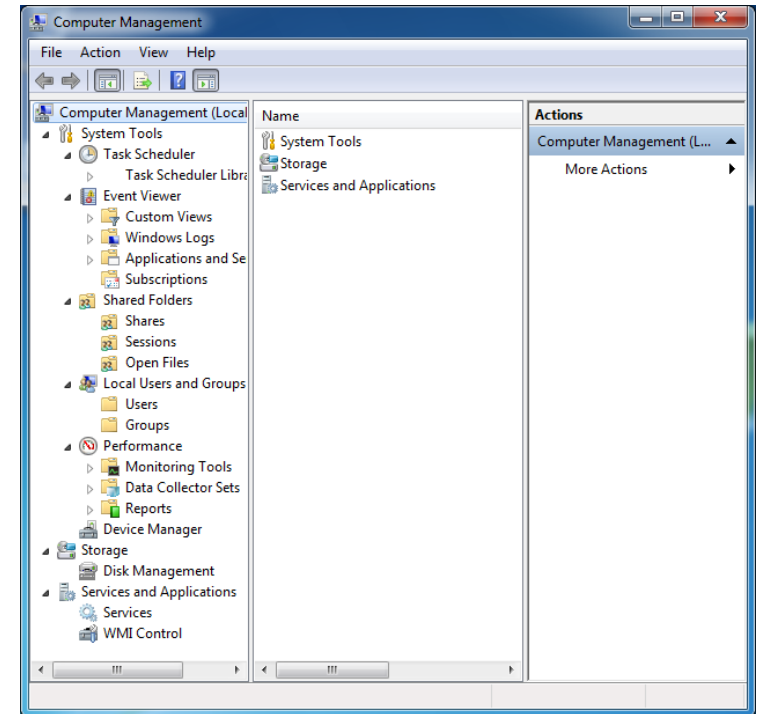 Computer Management
File Action View Help
Computer Management (Local
System Tools
Task Scheduler
Task Scheduler Libra
Event Viewer
Custom Views
Windows Logs
Applications and Se
Subscriptions
Shared Folders
Shares
Sessions
Open Files
Local Users and Groups
Users
Groups
Performance
Monitoring Tools
Data Collector Sets
Reports
Device Manager
Storage
Disk Management
Services and Applications
Services
WMI Control
Name
System Tools
Storage
Services and Applications
Actions
Computer Management (L...
More Actions